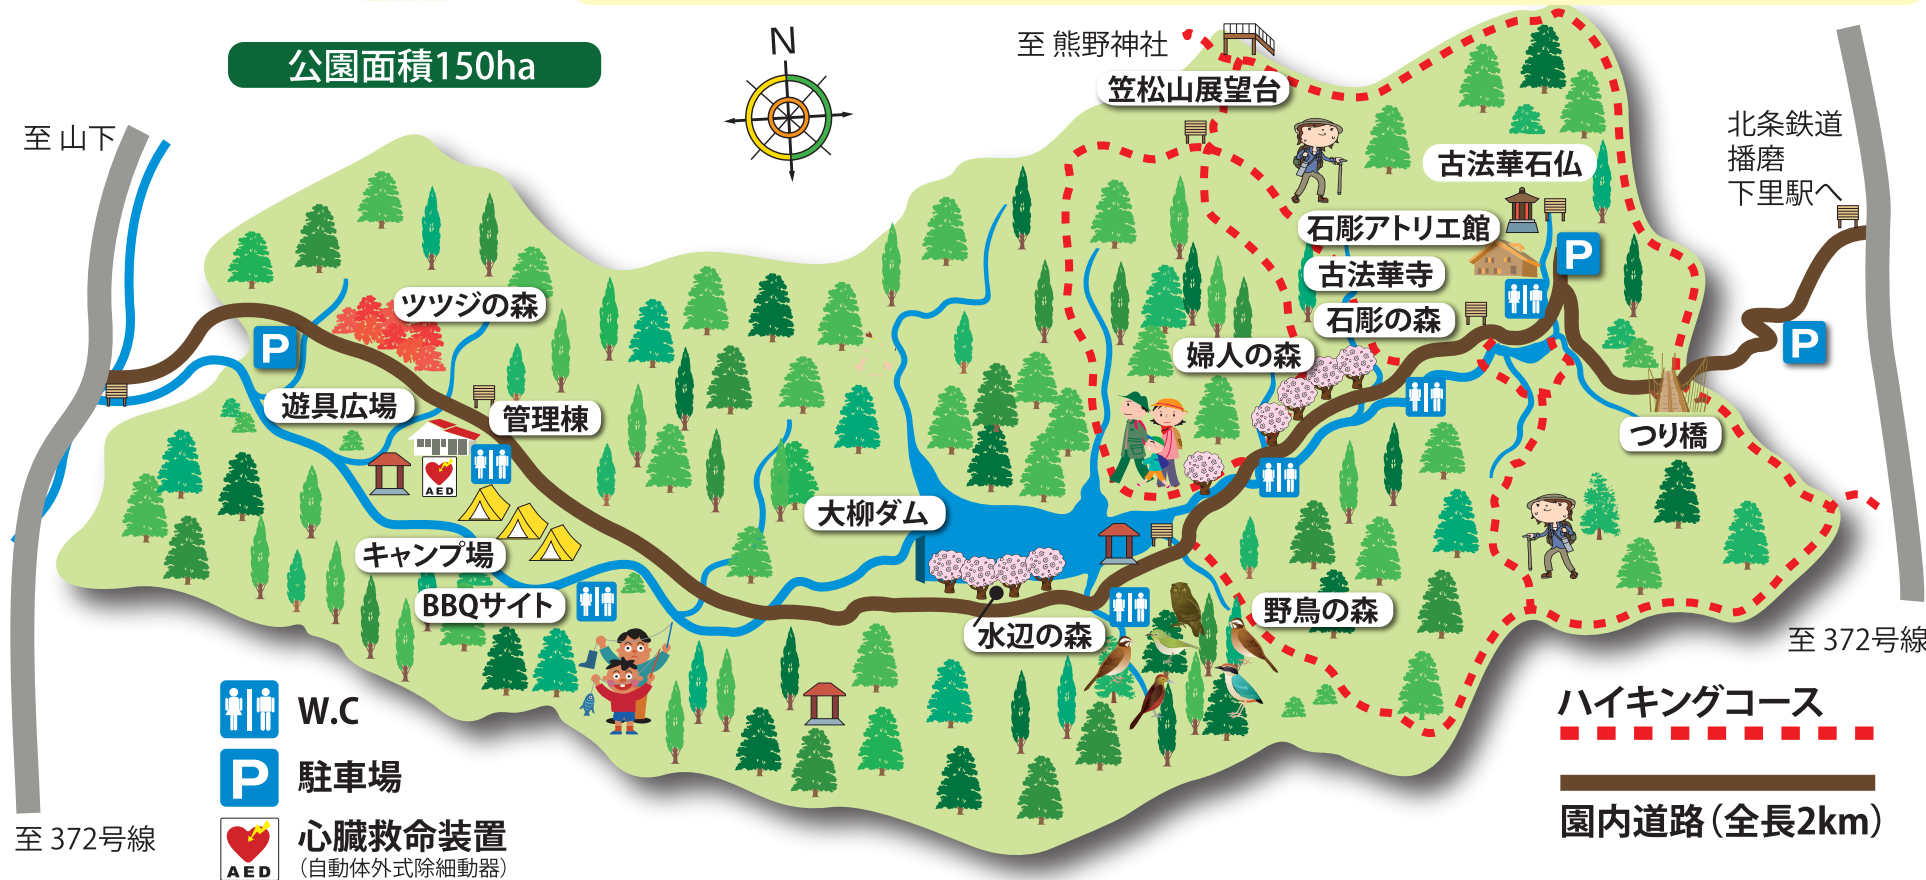 公園面積150ha
N
至 熊野神社
笠松山展望台
至 山下
北条鉄道
播磨
下里駅へ
古法華石仏
石彫アトリエ館
P
古法華寺
ツツジの森
石彫の森
P
婦人の森
P
遊具広場
管理棟
つり橋
AED
大柳ダム
キャンプ場
BBQサイト
野鳥の森
水辺の森
至 372号線
W.C
ハイキングコース
P 駐車場
園内道路(全長2km)
至 372号線
AED
心臓救命装置
(自動体外式除細動器)